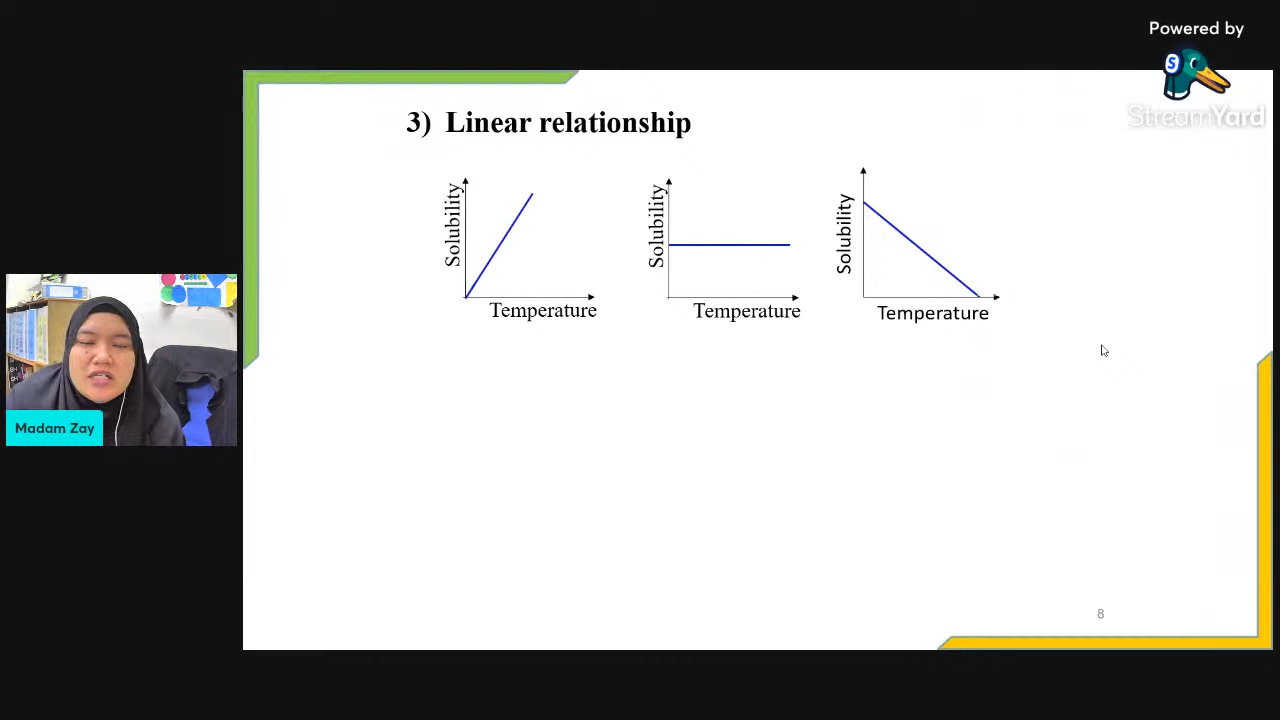 Powered by
StreamYard
3) Linear relationship
Solubility
Temperature
Solubility
Temperature
Solubility
Temperature
Madam Zay
8